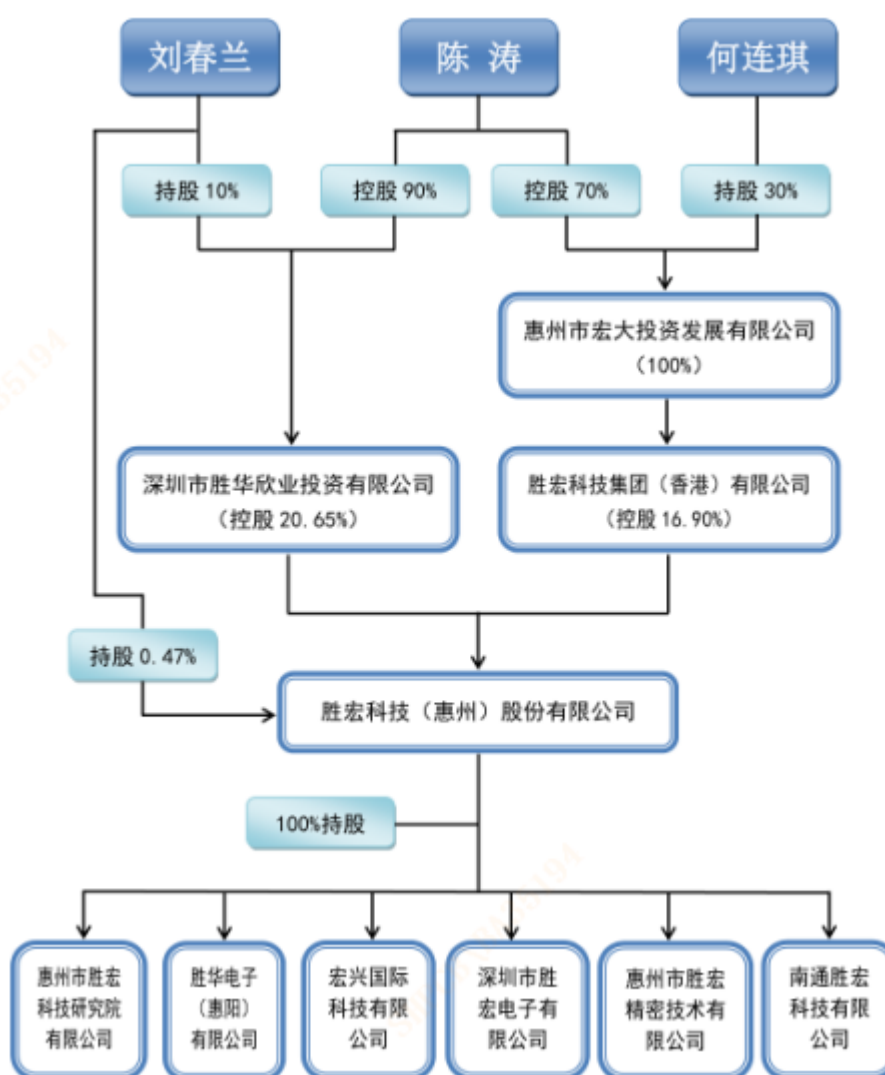 刘春兰
陈 涛
何连琪
持股 10%
控股 90%
控股 70%
持股 30%
惠州市宏大投资发展有限公司
（100%）
深圳市胜华欣业投资有限公司
（控股 20.65%）
胜宏科技集团（香港）有限公司
（控股 16.90%）
持股 0.47%
胜宏科技（惠州）股份有限公司
100%持股
惠州市胜宏
科技研究院
有限公司
胜华电子
（惠阳）
有限公司
宏兴国际
科技有限
公司
深圳市胜
宏电子有
限公司
惠州市胜宏
精密技术有
限公司
南通胜宏
科技有限
公司